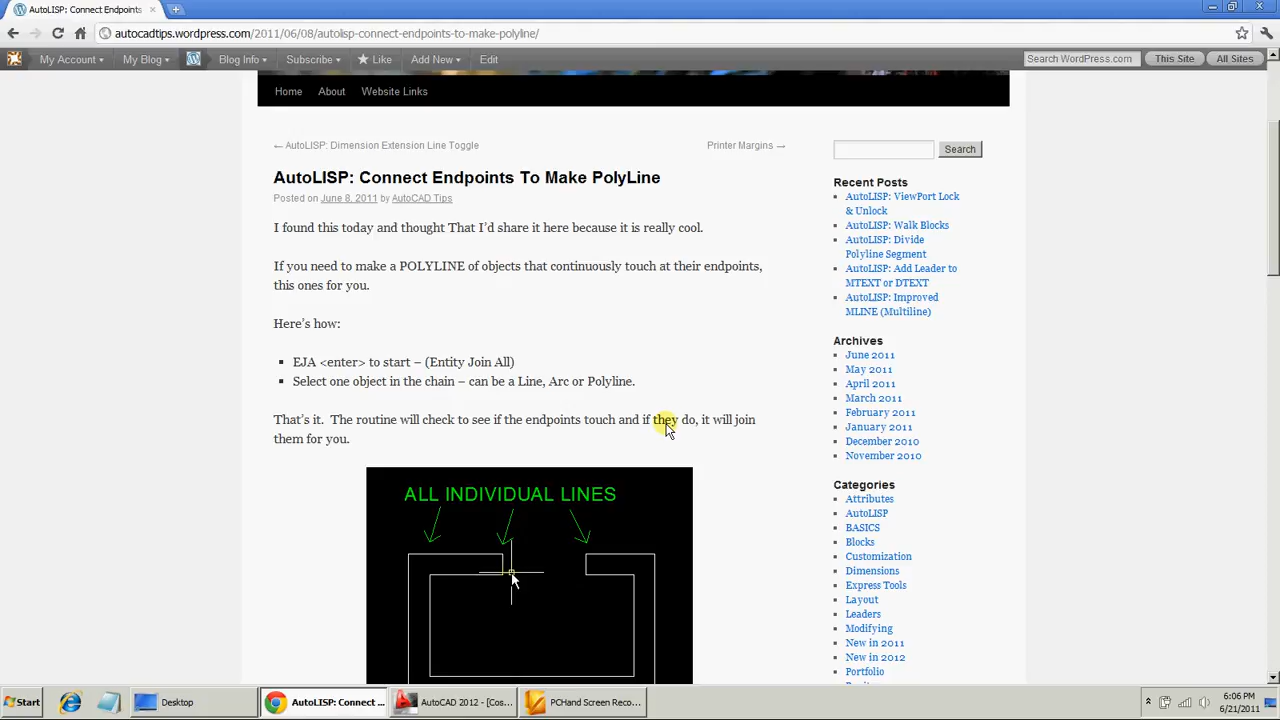 AutoLISP: Connect Endpoints
autocadtips.wordpress.com/2011/06/08/autolisp-connect-endpoints-to-make-polyline/
My Account
My Blog
Blog Info
Subscribe
Like
Add New
Edit
Search WordPress.com
This Site
All Sites
Home
About
Website Links
← AutoLISP: Dimension Extension Line Toggle
Printer Margins →
AutoLISP: Connect Endpoints To Make PolyLine
Posted on June 8, 2011 by AutoCAD Tips
I found this today and thought That I'd share it here because it is really cool.
If you need to make a POLYLINE of objects that continuously touch at their endpoints,
this ones for you.
Here's how:
EJA <enter> to start – (Entity Join All)
Select one object in the chain – can be a Line, Arc or Polyline.
That's it. The routine will check to see if the endpoints touch and if they do, it will join
them for you.
ALL INDIVIDUAL LINES
Search
Recent Posts
AutoLISP: ViewPort Lock
& Unlock
AutoLISP: Walk Blocks
AutoLISP: Divide
Polyline Segment
AutoLISP: Add Leader to
MTEXT or DTEXT
AutoLISP: Improved
MLINE (Multiline)
Archives
June 2011
May 2011
April 2011
March 2011
February 2011
January 2011
December 2010
November 2010
Categories
Attributes
AutoLISP
BASICS
Blocks
Customization
Dimensions
Express Tools
Layout
Leaders
Modifying
New in 2011
New in 2012
Portfolio
Start
Desktop
AutoLISP: Connect ...
AutoCAD 2012 - [Cos...
PCHand Screen Reco...
6:06 PM
6/21/2011